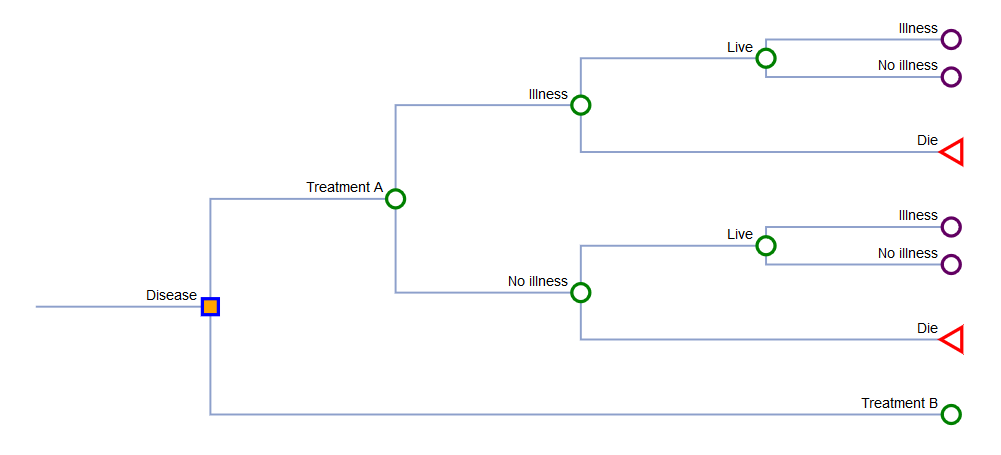 Illness
Live
No illness
Illness
Die
Treatment A
Illness
Live
No illness
No illness
Disease
Die
Treatment B